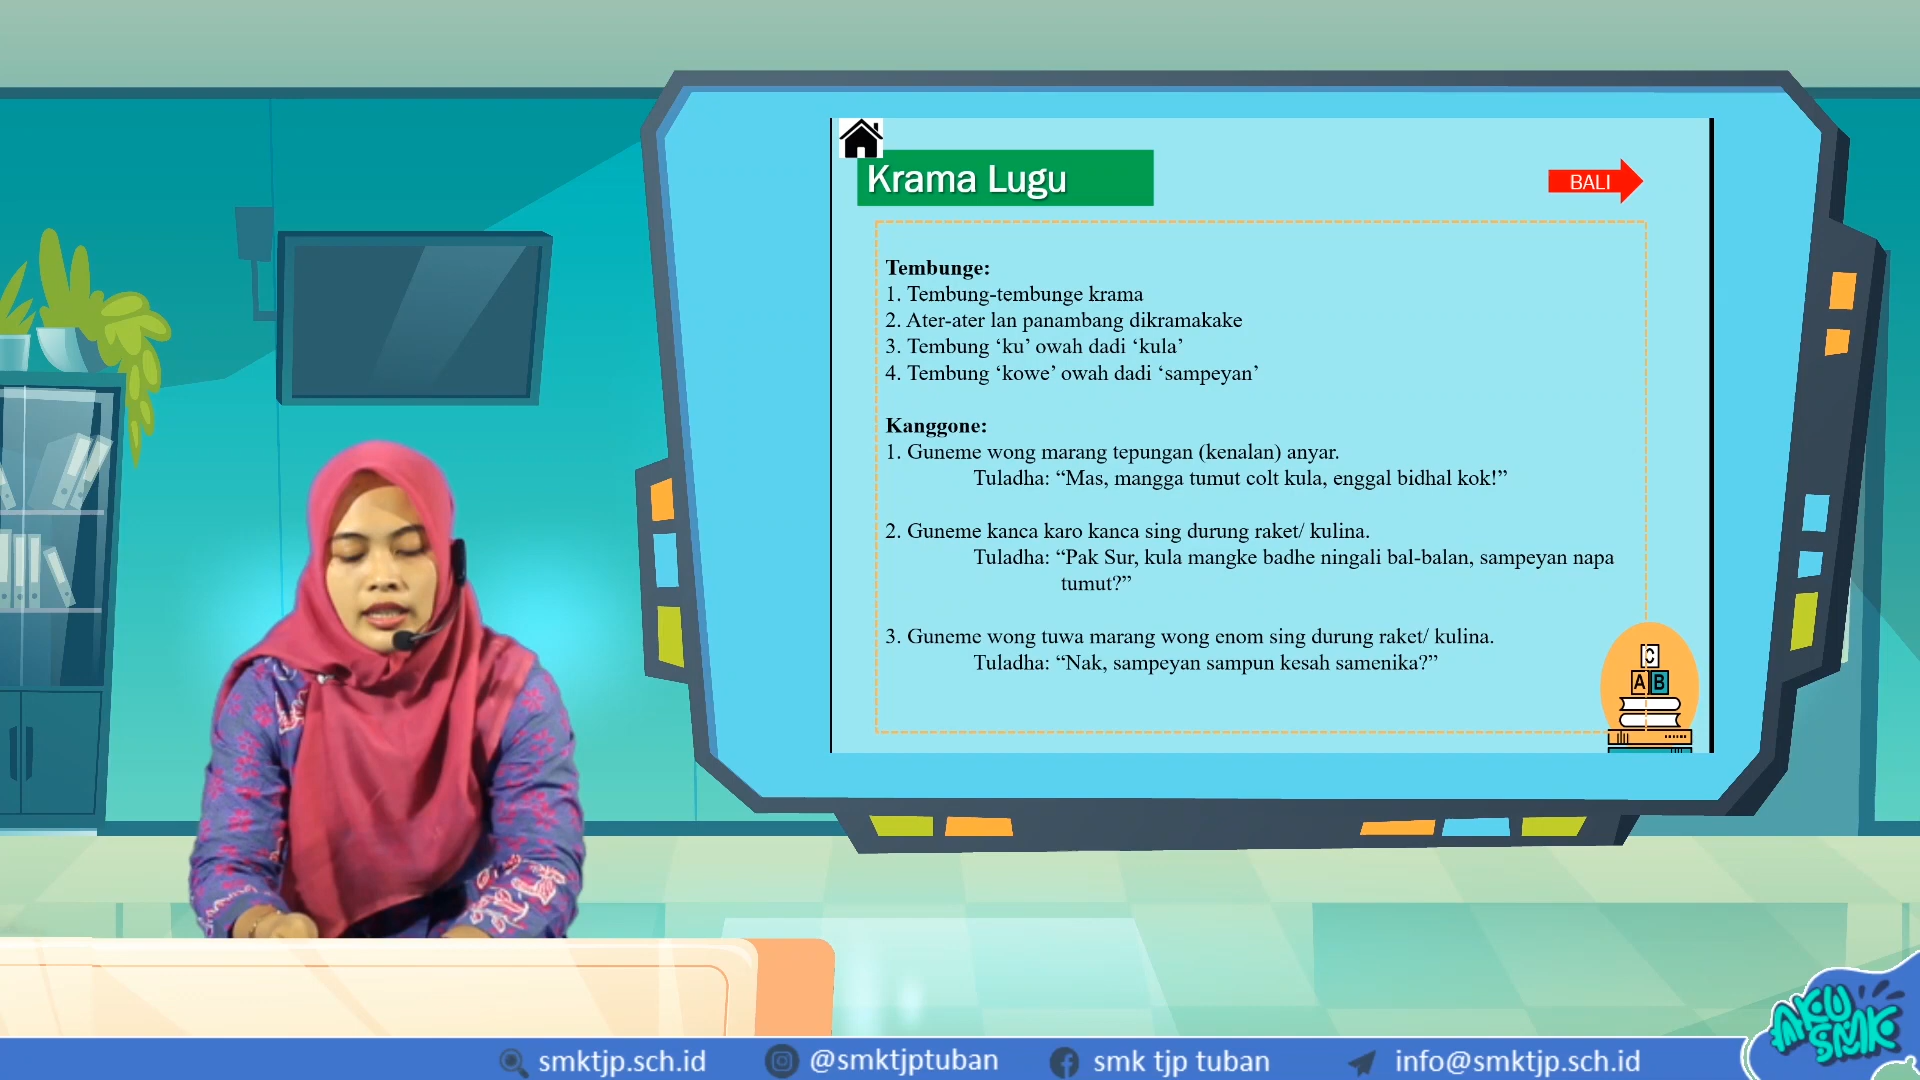 Krama Lugu
BALI
Tembunge:
1. Tembung-tembunge krama
2. Ater-ater lan panambang dikramakake
3. Tembung ‘ku’ owah dadi ‘kula’
4. Tembung ‘kowe’ owah dadi ‘sampeyan’
Kanggone:
1. Guneme wong marang tepungan (kenalan) anyar.
Tuladha: “Mas, mangga tumut colt kula, enggal bidhal kok!”
2. Guneme kanca karo kanca sing durung raket/ kulina.
Tuladha: “Pak Sur, kula mangke badhe ningali bal-balan, sampeyan napa
tumut?”
3. Guneme wong tuwa marang wong enom sing durung raket/ kulina.
Tuladha: “Nak, sampeyan sampun kesah samenika?”
C
A B
AKU
SMK
smktjp.sch.id
@smktjptuban
smk tjp tuban
info@smktjp.sch.id